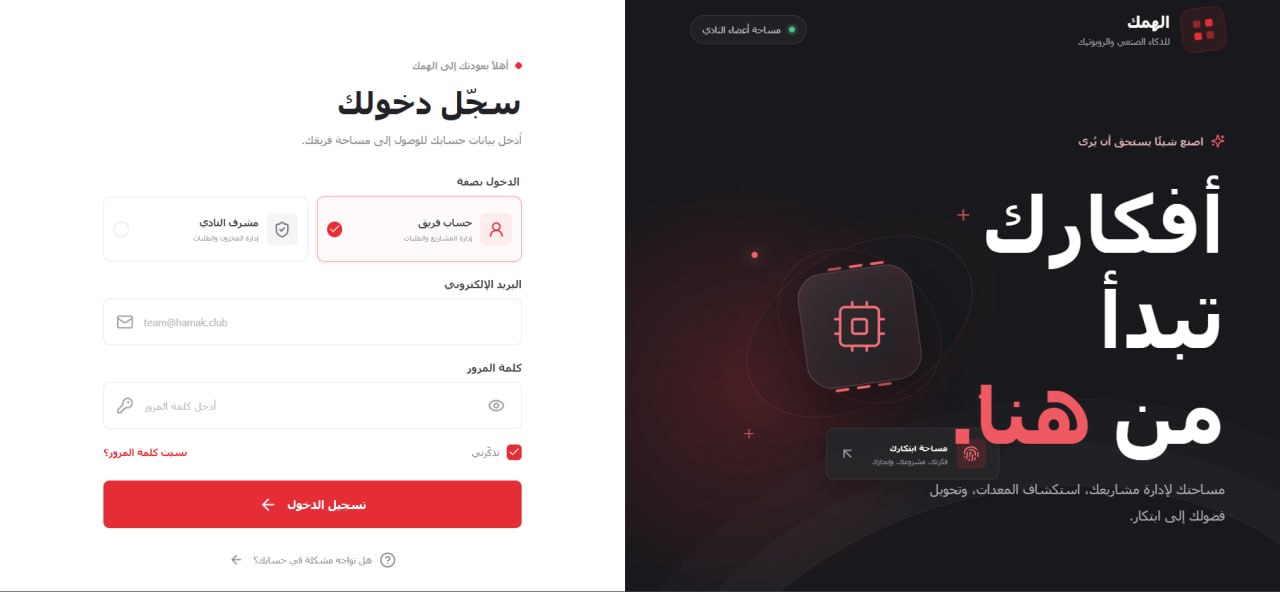 الهمك
للذكاء الصنعي والروبوتيك
مساحة أعضاء النادي
اصنع شيئًا يستحق أن يُرى
أفكارك
تبدأ
من هنا.
مساحة ابتكارك
فكرتك، مشروعك، وإنجازك
مساحتك لإدارة مشاريعك، استكشاف المعدات، وتحويل
فضولك إلى ابتكار.
أهلاً بعودتك إلى الهمك
سجّل دخولك
أدخل بيانات حسابك للوصول إلى مساحة فريقك.
الدخول بصفة
حساب فريق
إدارة المشاريع والطلبات
مشرف النادي
إدارة المخزون والطلبات
البريد الإلكتروني
team@hamak.club
كلمة المرور
أدخل كلمة المرور
تذكّرني
نسيت كلمة المرور؟
تسجيل الدخول
هل تواجه مشكلة في حسابك؟